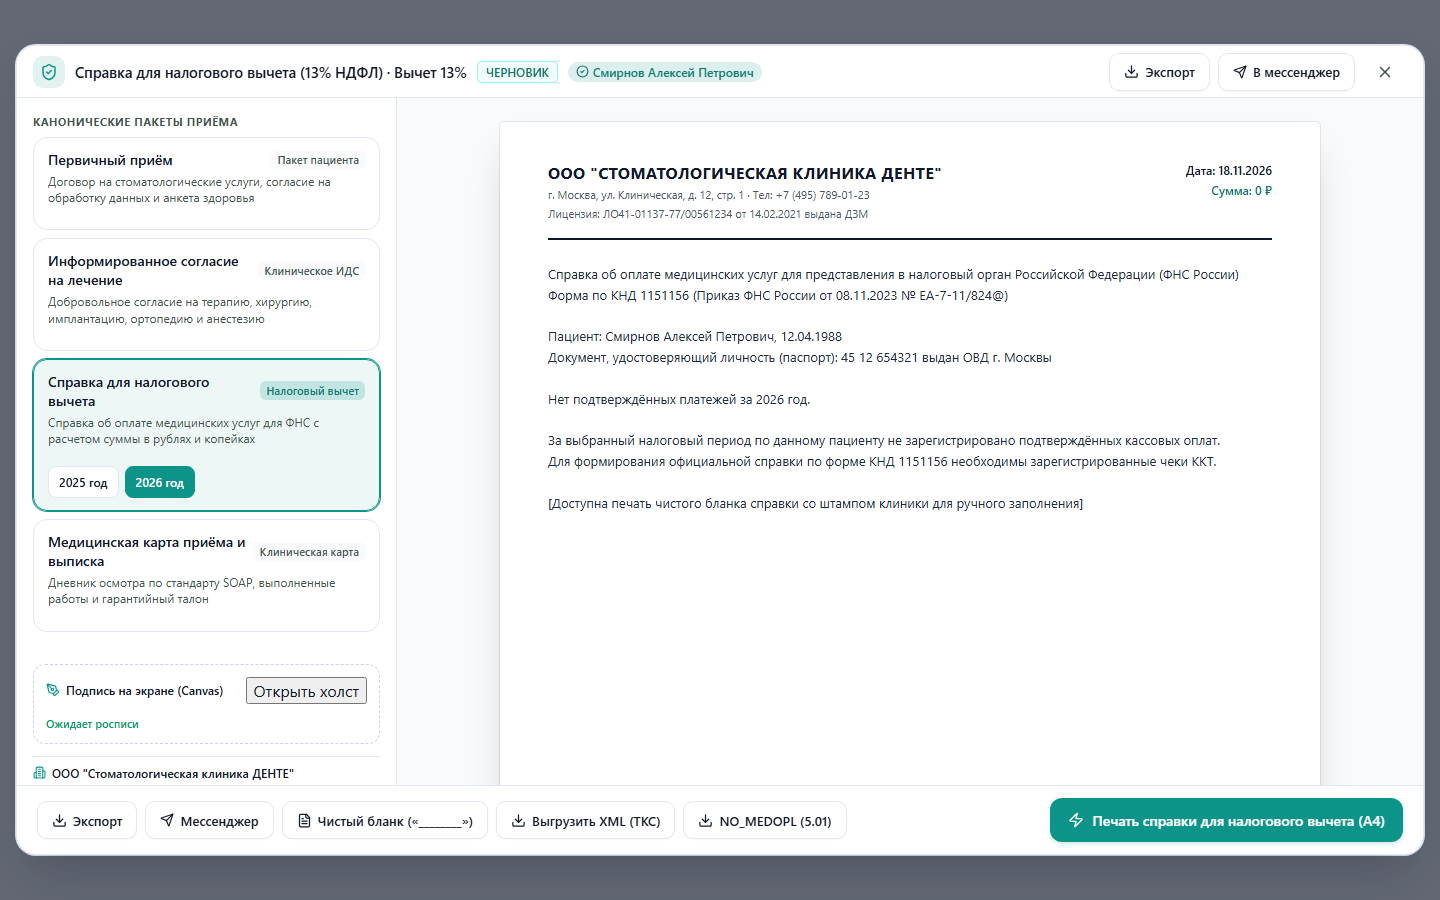 Справка для налогового вычета (13% НДФЛ) · Вычет 13%
ЧЕРНОВИК
Смирнов Алексей Петрович
Экспорт
В мессенджер
КАНОНИЧЕСКИЕ ПАКЕТЫ ПРИЁМА
Первичный приём
Пакет пациента
Договор на стоматологические услуги, согласие на
обработку данных и анкета здоровья
Информированное согласие
на лечение
Клиническое ИДС
Добровольное согласие на терапию, хирургию,
имплантацию, ортопедию и анестезию
Справка для налогового
вычета
Налоговый вычет
Справка об оплате медицинских услуг для ФНС с
расчетом суммы в рублях и копейках
2025 год
2026 год
Медицинская карта приёма и
выписка
Клиническая карта
Дневник осмотра по стандарту SOAP, выполненные
работы и гарантийный талон
Подпись на экране (Canvas)
Открыть холст
Ожидает росписи
ООО "Стоматологическая клиника ДЕНТЕ"
ООО "СТОМАТОЛОГИЧЕСКАЯ КЛИНИКА ДЕНТЕ"
г. Москва, ул. Клиническая, д. 12, стр. 1 · Тел: +7 (495) 789-01-23
Лицензия: ЛО41-01137-77/00561234 от 14.02.2021 выдана ДЗМ
Дата: 18.11.2026
Сумма: 0 ₽
Справка об оплате медицинских услуг для представления в налоговый орган Российской Федерации (ФНС России)
Форма по КНД 1151156 (Приказ ФНС России от 08.11.2023 № ЕА-7-11/824@)
Пациент: Смирнов Алексей Петрович, 12.04.1988
Документ, удостоверяющий личность (паспорт): 45 12 654321 выдан ОВД г. Москвы
Нет подтверждённых платежей за 2026 год.
За выбранный налоговый период по данному пациенту не зарегистрировано подтверждённых кассовых оплат.
Для формирования официальной справки по форме КНД 1151156 необходимы зарегистрированные чеки ККТ.
[Доступна печать чистого бланка справки со штампом клиники для ручного заполнения]
Экспорт
Мессенджер
Чистый бланк («________»)
Выгрузить XML (ТКС)
NO_MEDOPL (5.01)
Печать справки для налогового вычета (А4)